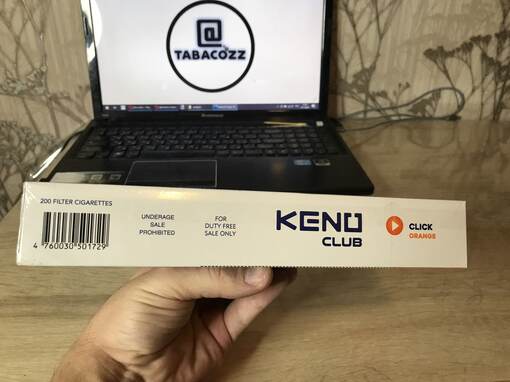 @
TABACOZZ
Lenovo
200 FILTER CIGARETTES
4 760030 501729
UNDERAGE
SALE
PROHIBITED
FOR
DUTY FREE
SALE ONLY
KENO
CLUB
CLICK
ORANGE